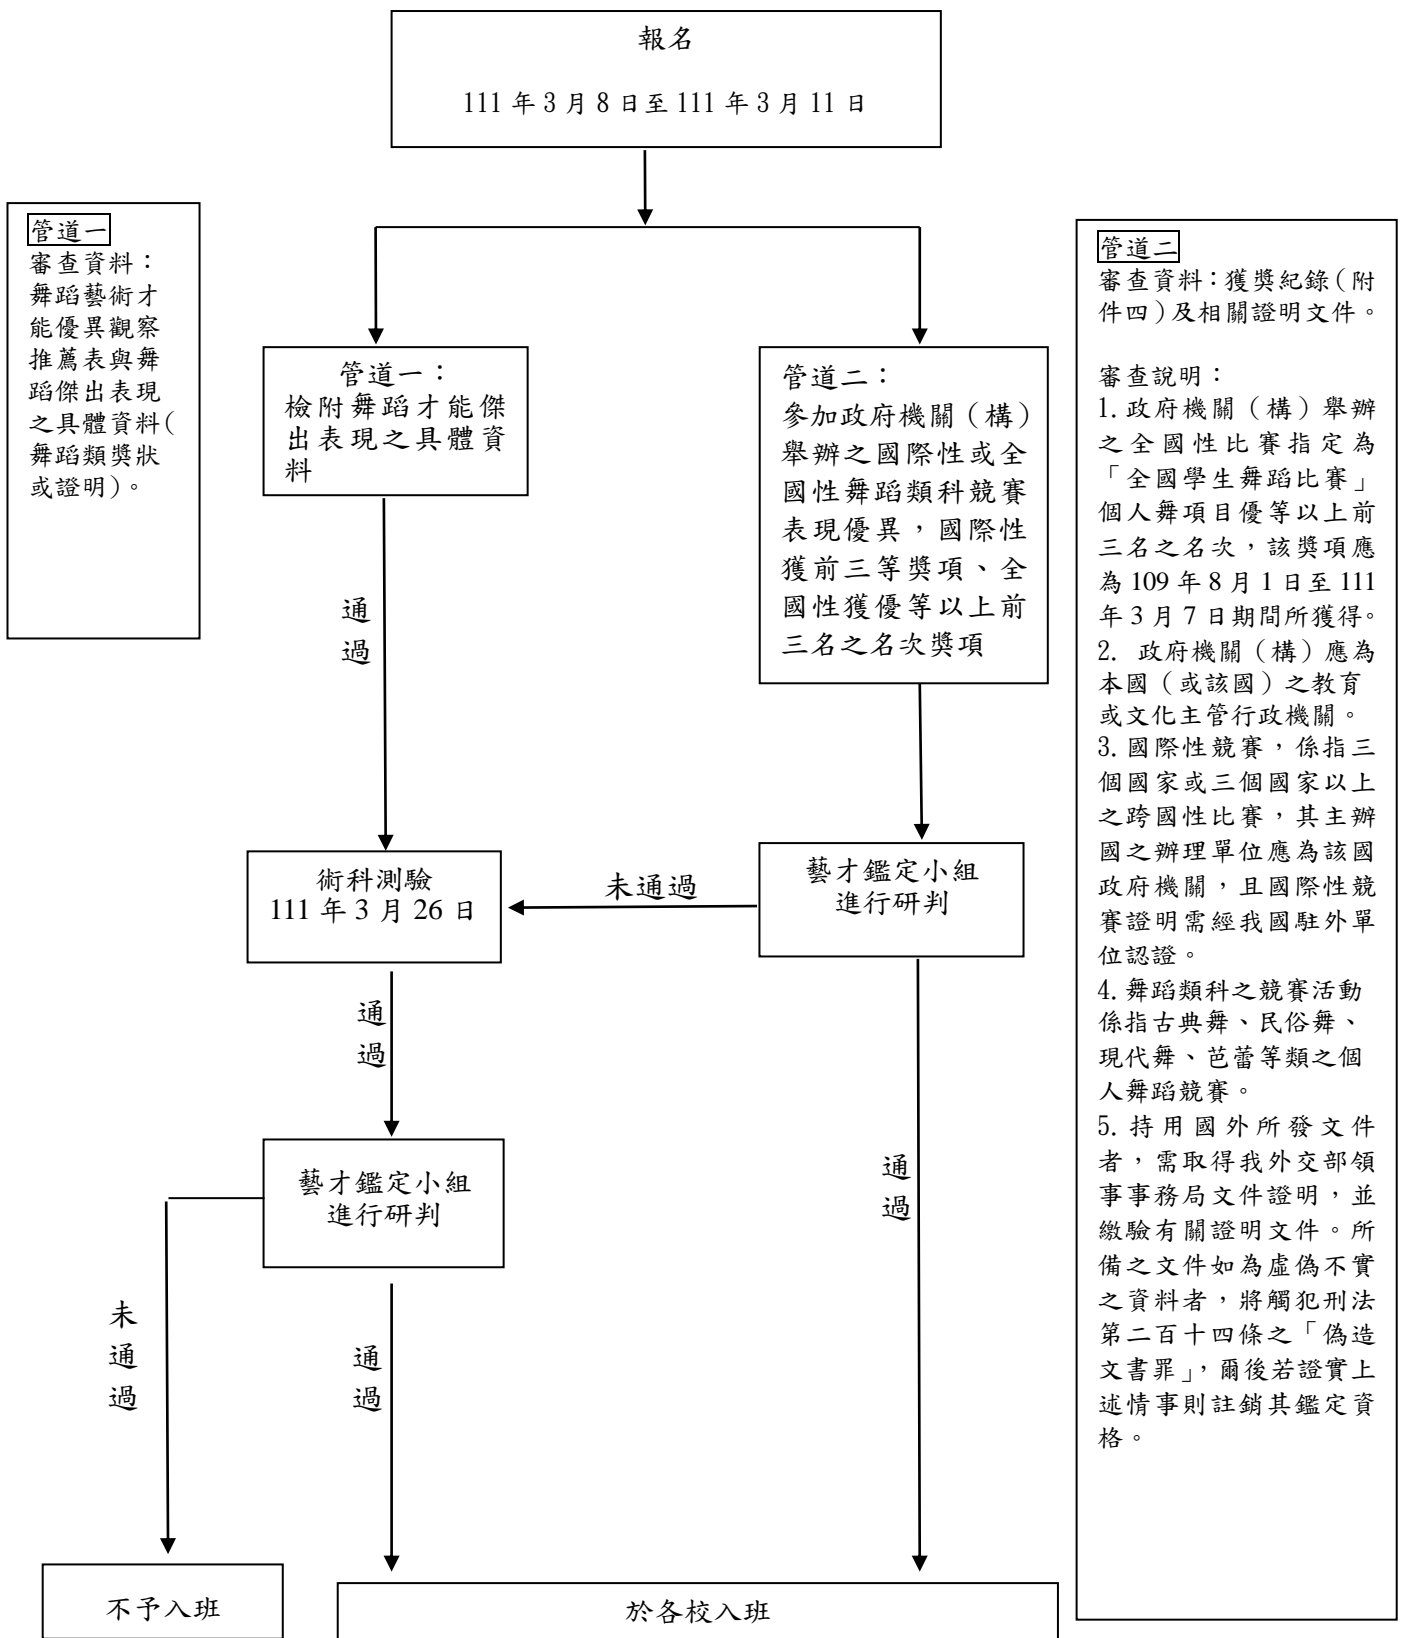 報名
111 年 3 月 8 日至 111 年 3 月 11 日
管道一
審查資料：
舞蹈藝術才
能優異觀察
推薦表與舞
蹈傑出表現
之具體資料(
舞蹈類獎狀
或證明)。
管道一：
檢附舞蹈才能傑
出表現之具體資
料
管道二：
參加政府機關（構）
舉辦之國際性或全
國性舞蹈類科競賽
表現優異，國際性
獲前三等獎項、全
國性獲優等以上前
三名之名次獎項
管道二
審查資料：獲獎紀錄（附
件四）及相關證明文件。
審查說明：
1. 政府機關（構）舉辦
之全國性比賽指定為
「全國學生舞蹈比賽」
個人舞項目優等以上前
三名之名次，該獎項應
為 109 年 8 月 1 日至 111
年 3 月 7 日期間所獲得。
2. 政府機關（構）應為
本國（或該國）之教育
或文化主管行政機關。
3. 國際性競賽，係指三
個國家或三個國家以上
之跨國性比賽，其主辦
國之辦理單位應為該國
政府機關，且國際性競
賽證明需經我國駐外單
位認證。
4. 舞蹈類科之競賽活動
係指古典舞、民俗舞、
現代舞、芭蕾等類之個
人舞蹈競賽。
5. 持用國外所發文件
者，需取得我外交部領
事事務局文件證明，並
繳驗有關證明文件。所
備之文件如為虛偽不實
之資料者，將觸犯刑法
第二百十四條之「偽造
文書罪」，爾後若證實上
述情事則註銷其鑑定資
格。
通
過
術科測驗
111 年 3 月 26 日
未通過
藝才鑑定小組
進行研判
通
過
藝才鑑定小組
進行研判
通
過
未
通
過
通
過
不予入班
於各校入班